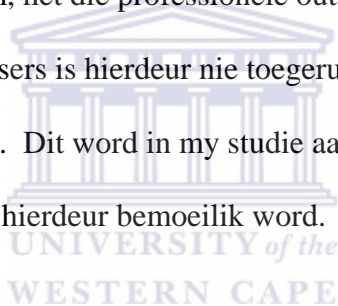 , het die professionele out
sers is hierdeur nie toegeru
. Dit word in my studie aa
hierdeur bemoeilik word.
UNIVERSITY of the
WESTERN CAPE